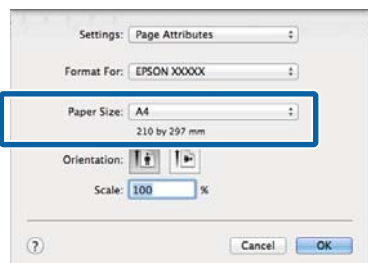 Settings: Page Attributes
Format For: EPSON XXXXX
Paper Size: A4
210 by 297 mm
Orientation:
Scale: 100 %
? Cancel OK